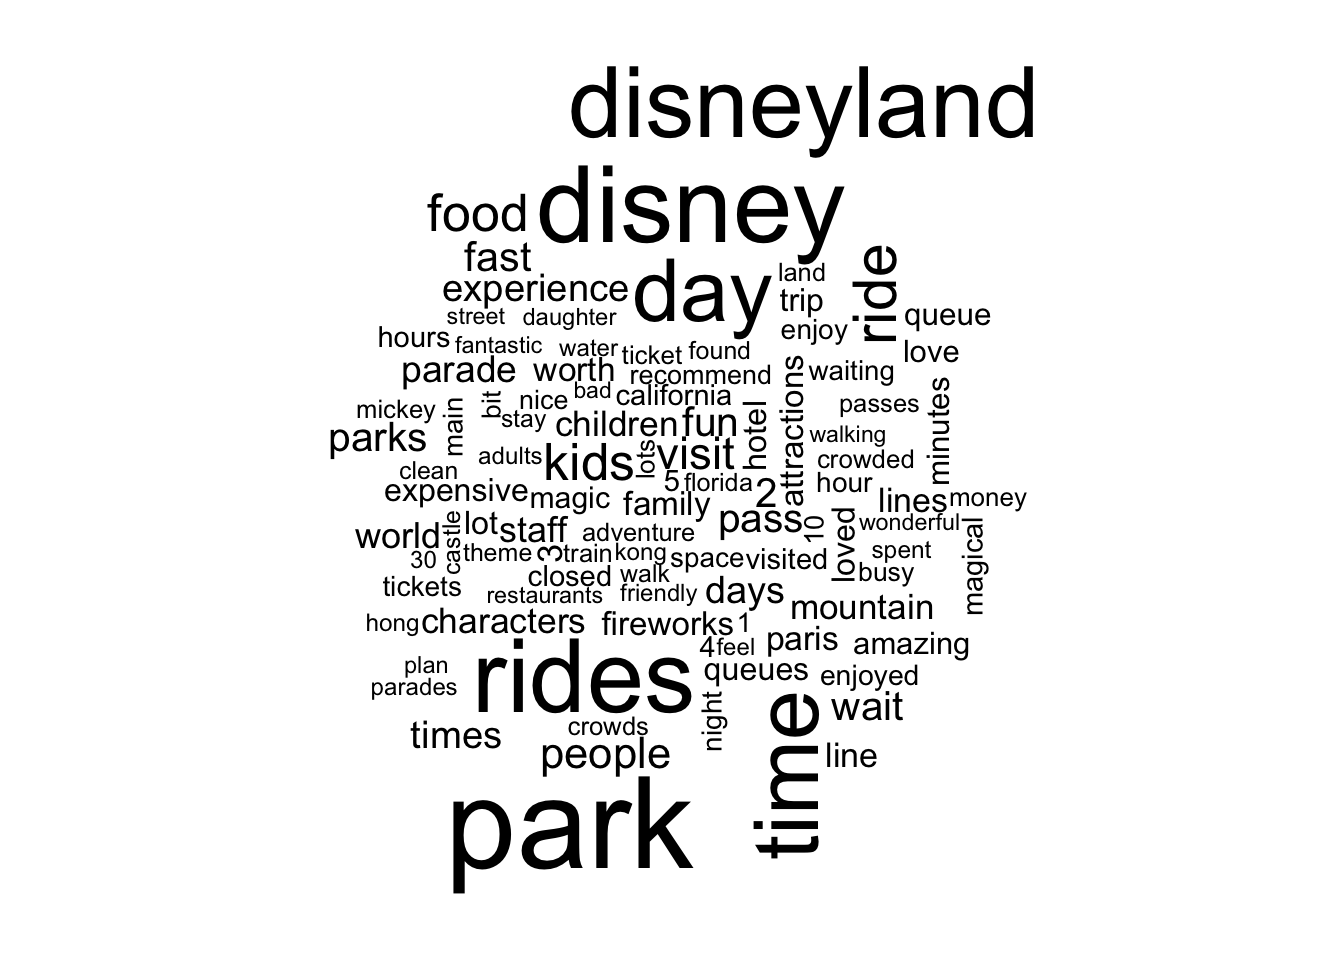 disneyland
food disney
fast
experience day land
trip
ride
street daughter enjoy queue
hours fantastic water ticket found love
parade worth recommend attractions waiting
mickey main bit nice bad california minutes passes
stay children fun hotel walking
parks adults kids lots visit crowded
clean 5 florida hour
expensive magic family 2 lines money
world castle lot staff adventure pass 10 loved wonderful magical
30 theme 3 train kong space visited spent
tickets closed walk busy
restaurants friendly days mountain
hong characters fireworks 1 paris amazing
4 feel
plan rides queues enjoyed
parades night time wait
times crowds
people line
park